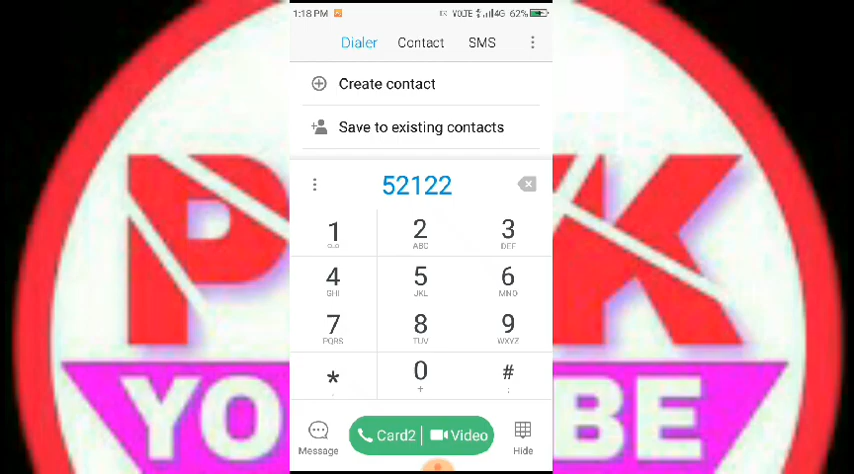 1:18 PM
VOLTE 4G 62%
Dialer Contact SMS
Create contact
Save to existing contacts
52122
1 2 ABC 3 DEF
4 GHI 5 JKL 6 MNO
7 PQRS 8 TUV 9 WXYZ
* 0 + # ;
Message Card2 Video Hide
P K
YO BE